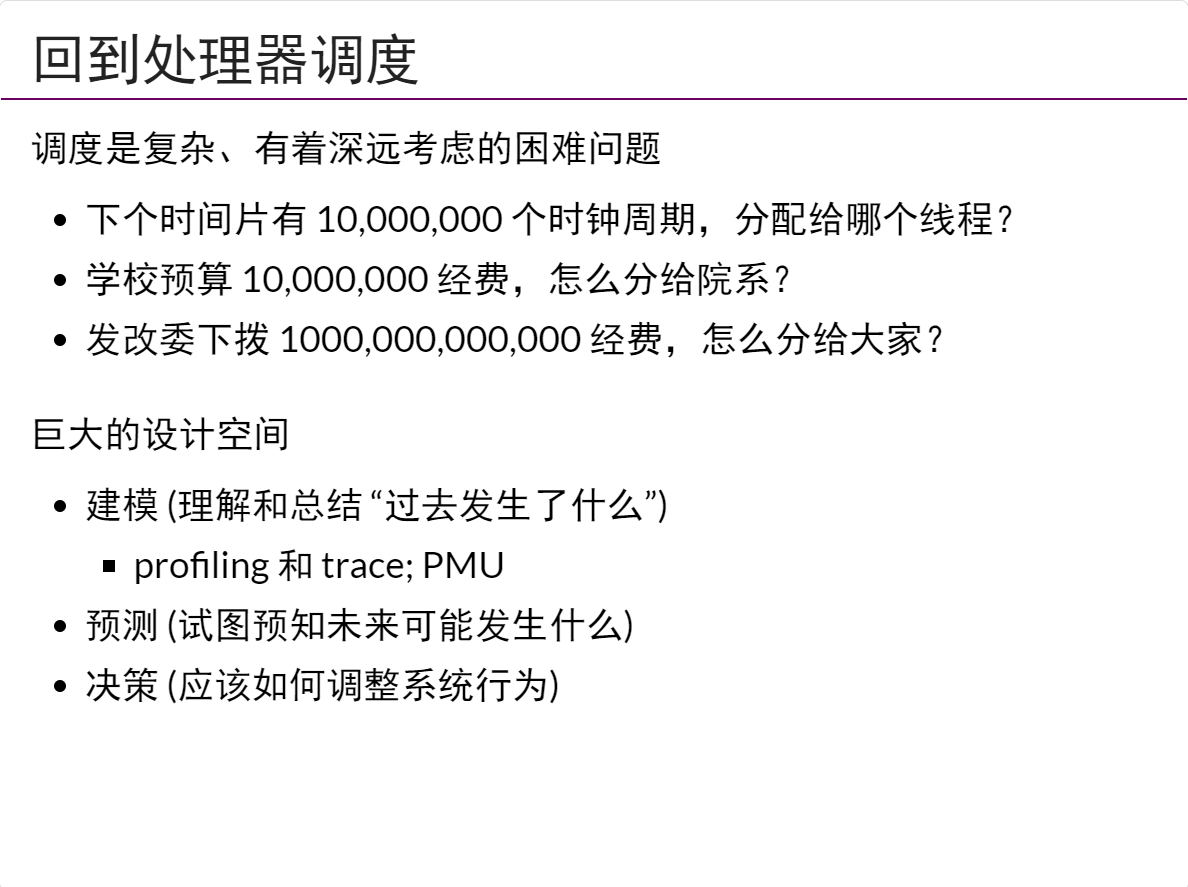 回到处理器调度
调度是复杂、有着深远考虑的困难问题
• 下个时间片有 10,000,000 个时钟周期，分配给哪个线程？
• 学校预算 10,000,000 经费，怎么分给院系？
• 发改委下拨 1000,000,000,000 经费，怎么分给大家？
巨大的设计空间
• 建模 (理解和总结 “过去发生了什么”)
▪ profiling 和 trace; PMU
• 预测 (试图预知未来可能发生什么)
• 决策 (应该如何调整系统行为)